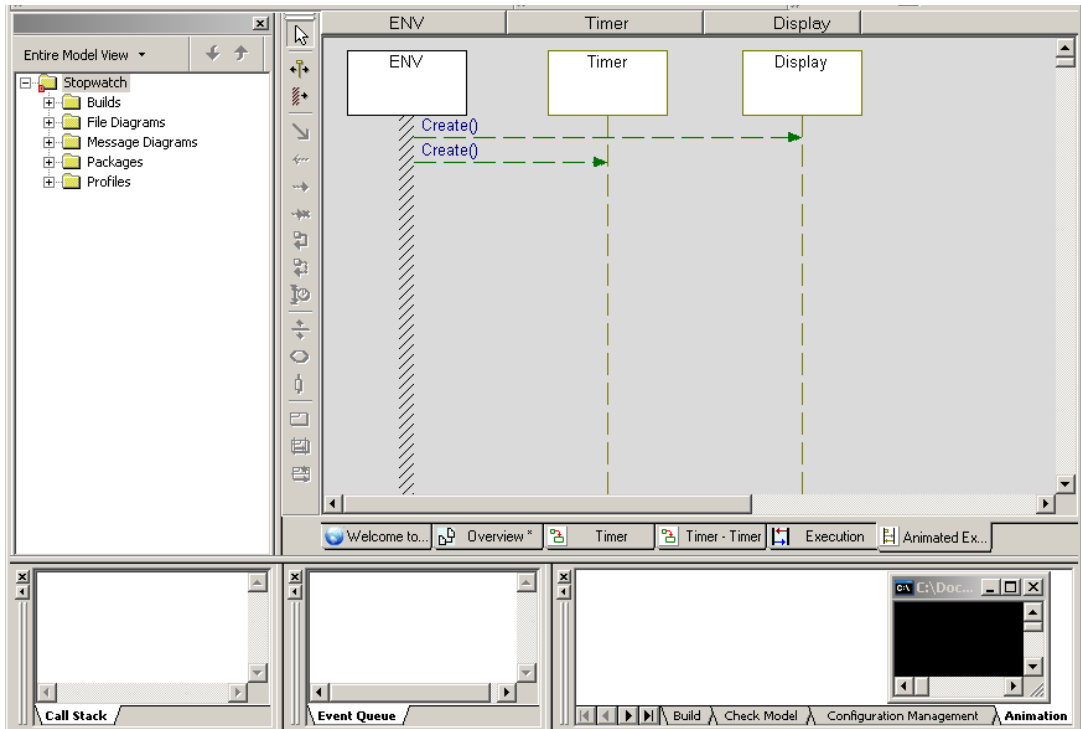 Entire Model View
Stopwatch
Builds
File Diagrams
Message Diagrams
Packages
Profiles
ENV Timer Display
ENV Timer Display
Create()
Create()
Welcome to... Overview * Timer Timer - Timer Execution Animated Ex...
C:\Doc...
Call Stack
Event Queue
Build Check Model Configuration Management Animation